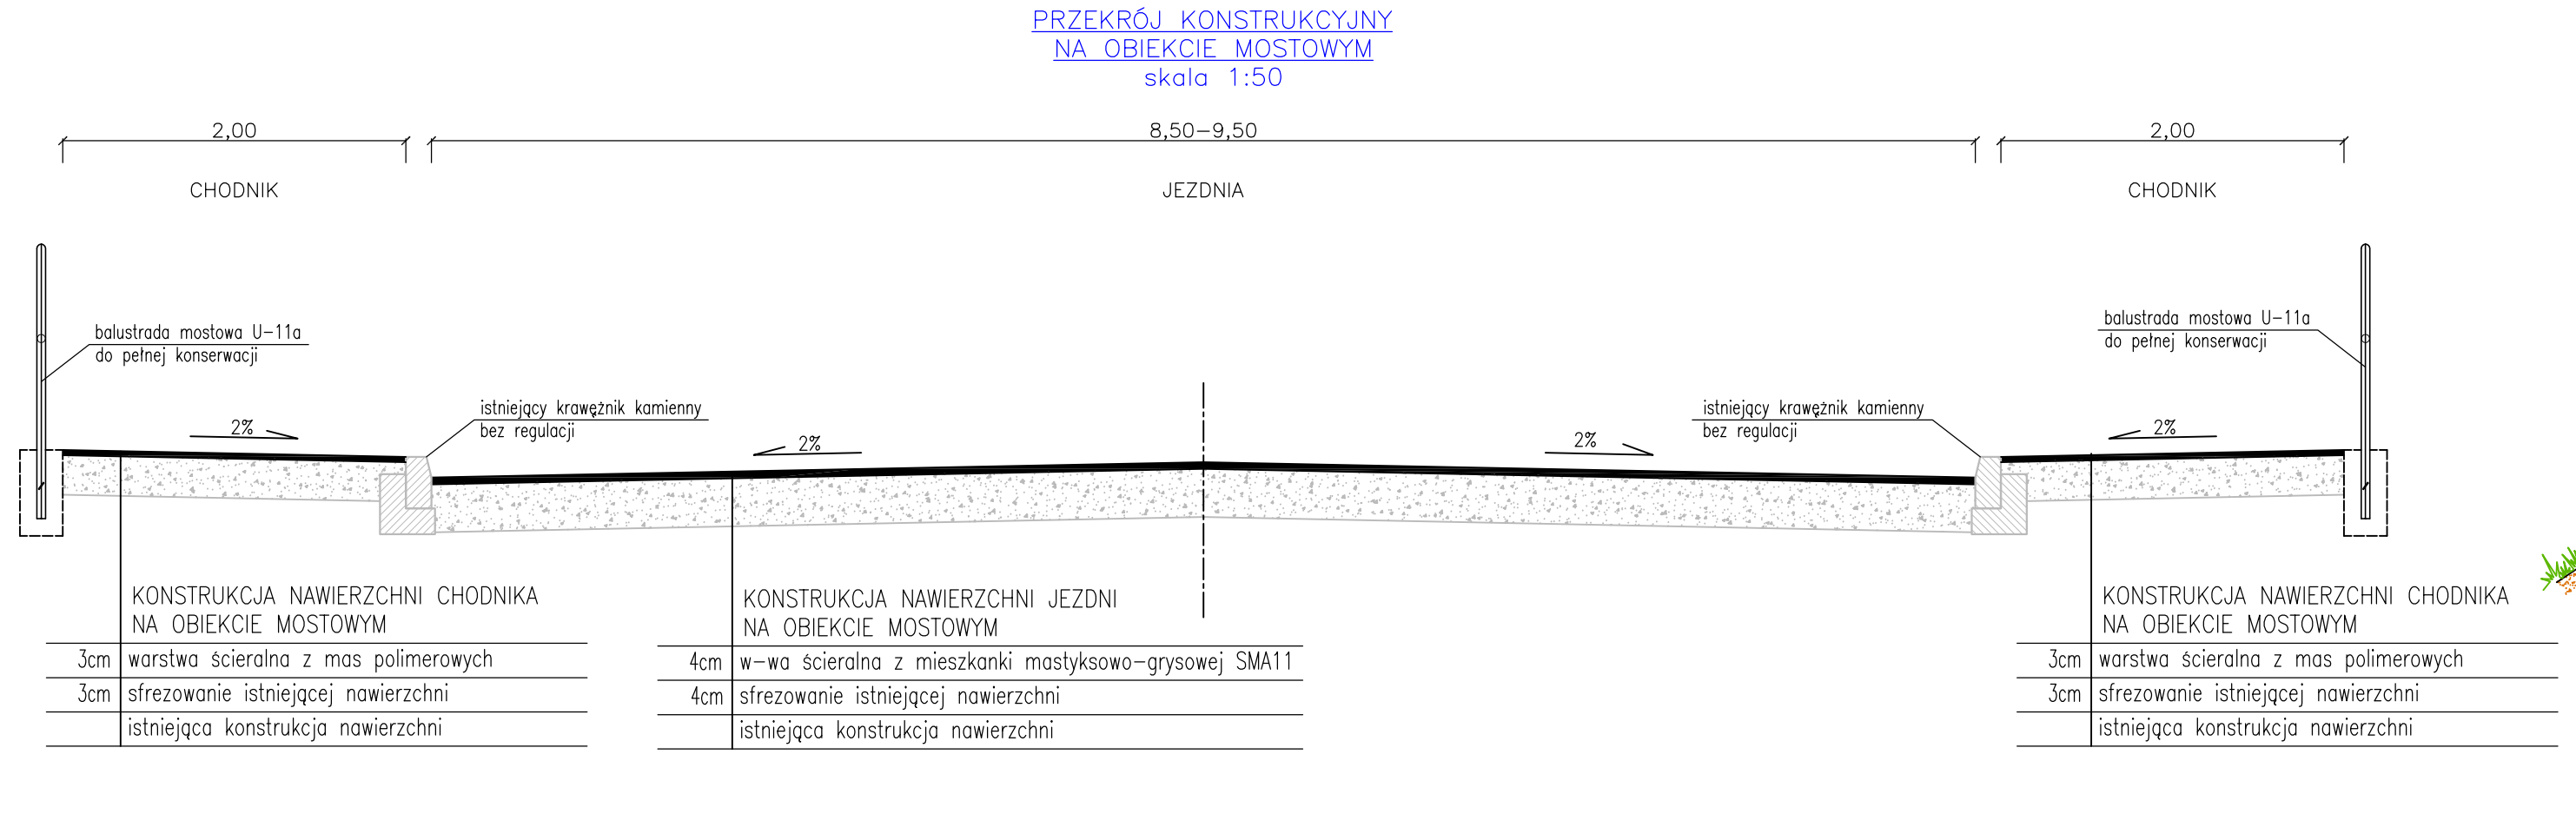 PRZEKRÓJ KONSTRUKCYJNY
NA OBIEKCIE MOSTOWYM
skala 1:50
2,00
8,50-9,50
2,00
CHODNIK
JEZDNIA
CHODNIK
balustrada mostowa U-11a
do pełnej konserwacji
balustrada mostowa U-11a
do pełnej konserwacji
istniejący krawężnik kamienny
bez regulacji
istniejący krawężnik kamienny
bez regulacji
2%
2%
2%
2%
KONSTRUKCJA NAWIERZCHNI CHODNIKA
NA OBIEKCIE MOSTOWYM
3cm warstwa ścieralna z mas polimerowych
3cm sfrezowanie istniejącej nawierzchni
istniejąca konstrukcja nawierzchni
KONSTRUKCJA NAWIERZCHNI JEZDNI
NA OBIEKCIE MOSTOWYM
4cm w-wa ścieralna z mieszkanki mastyksowo-grysowej SMA11
4cm sfrezowanie istniejącej nawierzchni
istniejąca konstrukcja nawierzchni
KONSTRUKCJA NAWIERZCHNI CHODNIKA
NA OBIEKCIE MOSTOWYM
3cm warstwa ścieralna z mas polimerowych
3cm sfrezowanie istniejącej nawierzchni
istniejąca konstrukcja nawierzchni